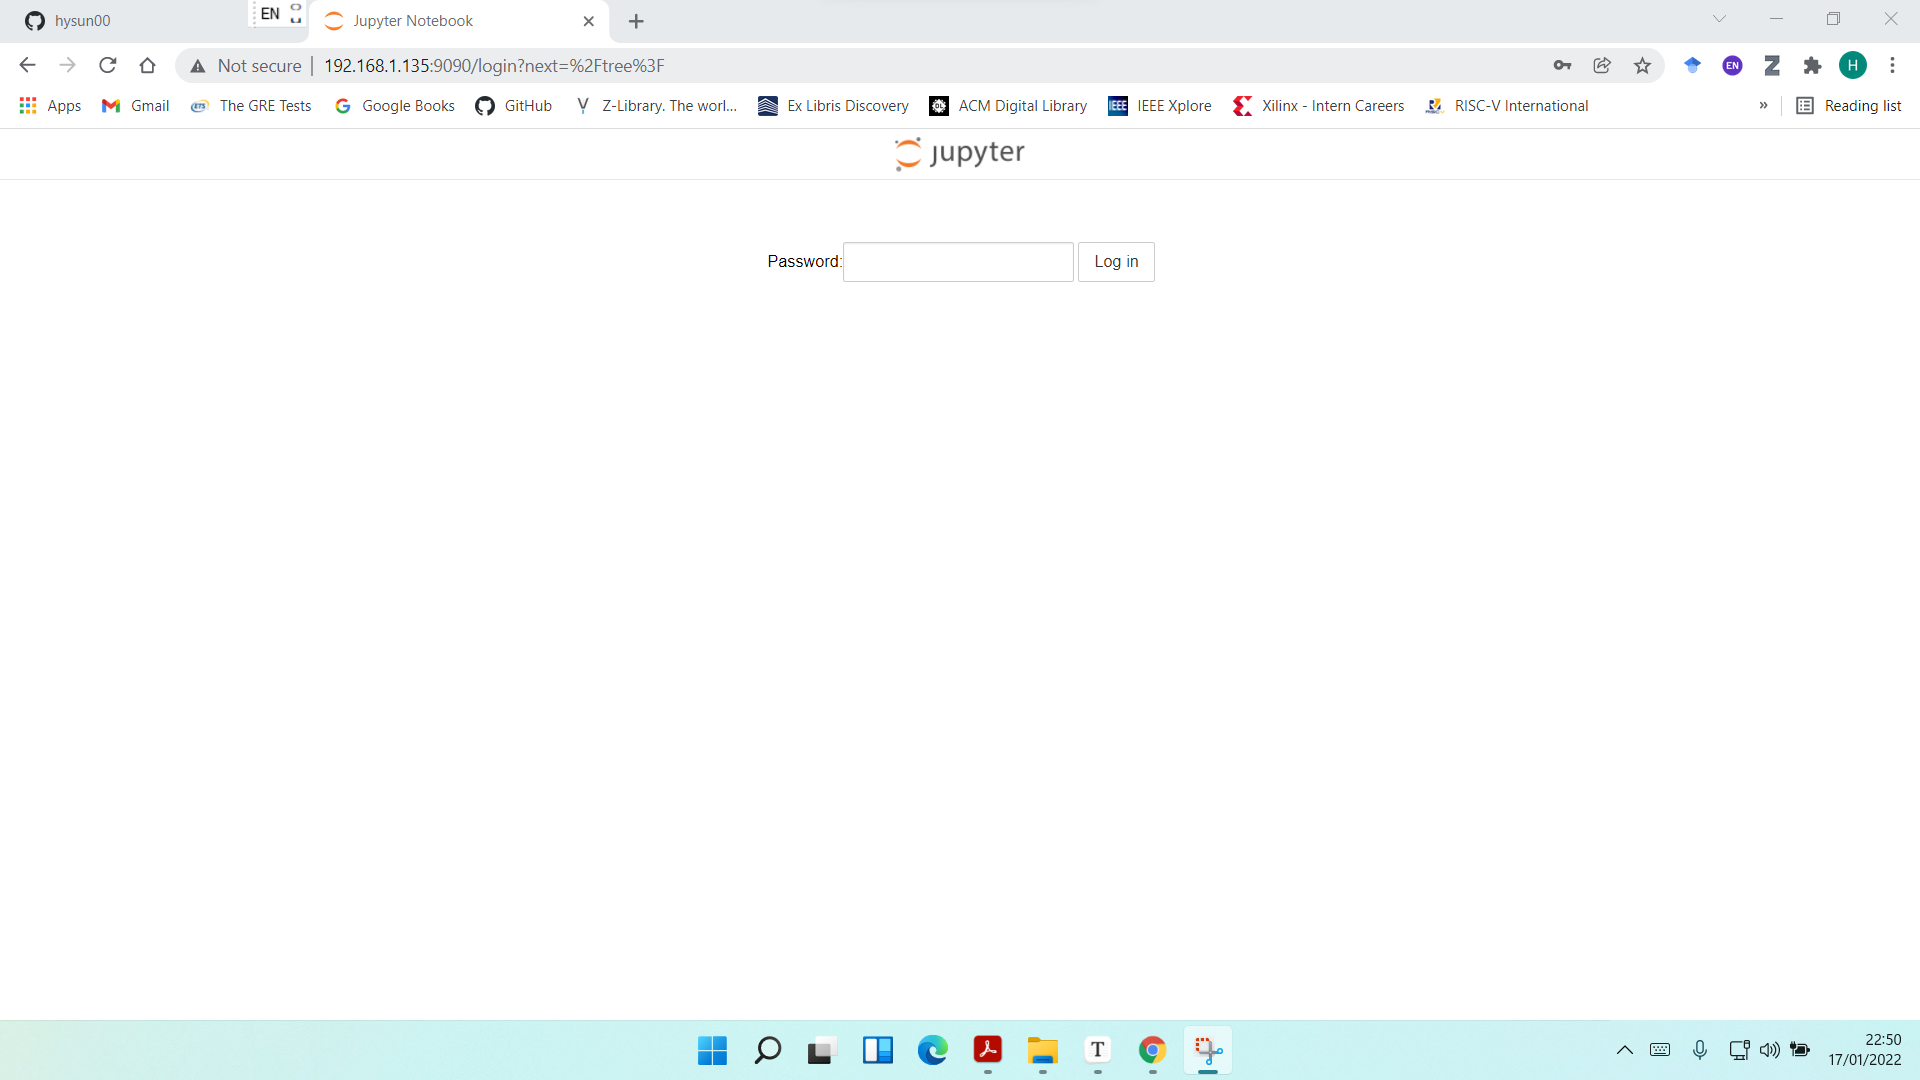 hysun00
EN
Jupyter Notebook
Not secure
192.168.1.135:9090/login?next=%2Ftree%3F
EN
Z
H
Apps
Gmail
ETS
The GRE Tests
G
Google Books
GitHub
V
Z-Library. The worl...
Ex Libris Discovery
ACM Digital Library
IEEE
IEEE Xplore
Xilinx - Intern Careers
RISC-V International
»
Reading list
jupyter
Password:
Log in
T
22:50
17/01/2022